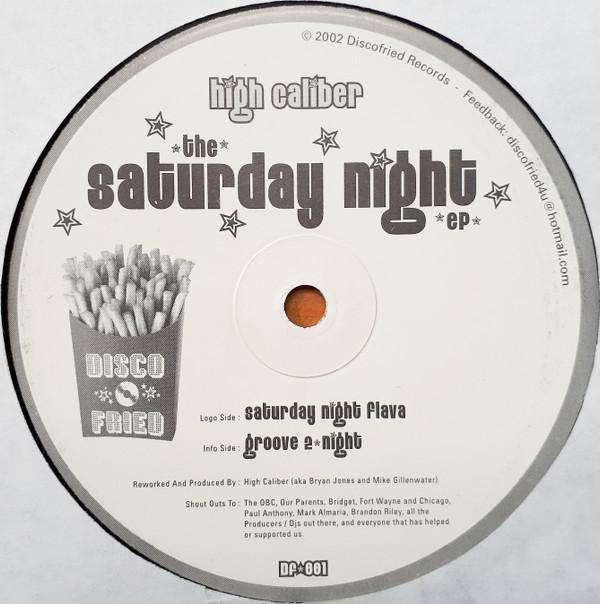 © 2002 Discofried Records - Feedback: discofried4u@hotmail.com
high caliber
*the*
saturday night
*ep*
DISCO
FRIED
Logo Side : saturday night flava
Info Side : groove 2*night
Reworked And Produced By : High Caliber (aka Bryan Jones and Mike Gillenwater)
Shout Outs To : The OBC, Our Parents, Bridget, Fort Wayne and Chicago,
Paul Anthony, Mark Almaria, Brandon Riley, all the
Producers / Djs out there, and everyone that has helped
or supported us.
DF*001